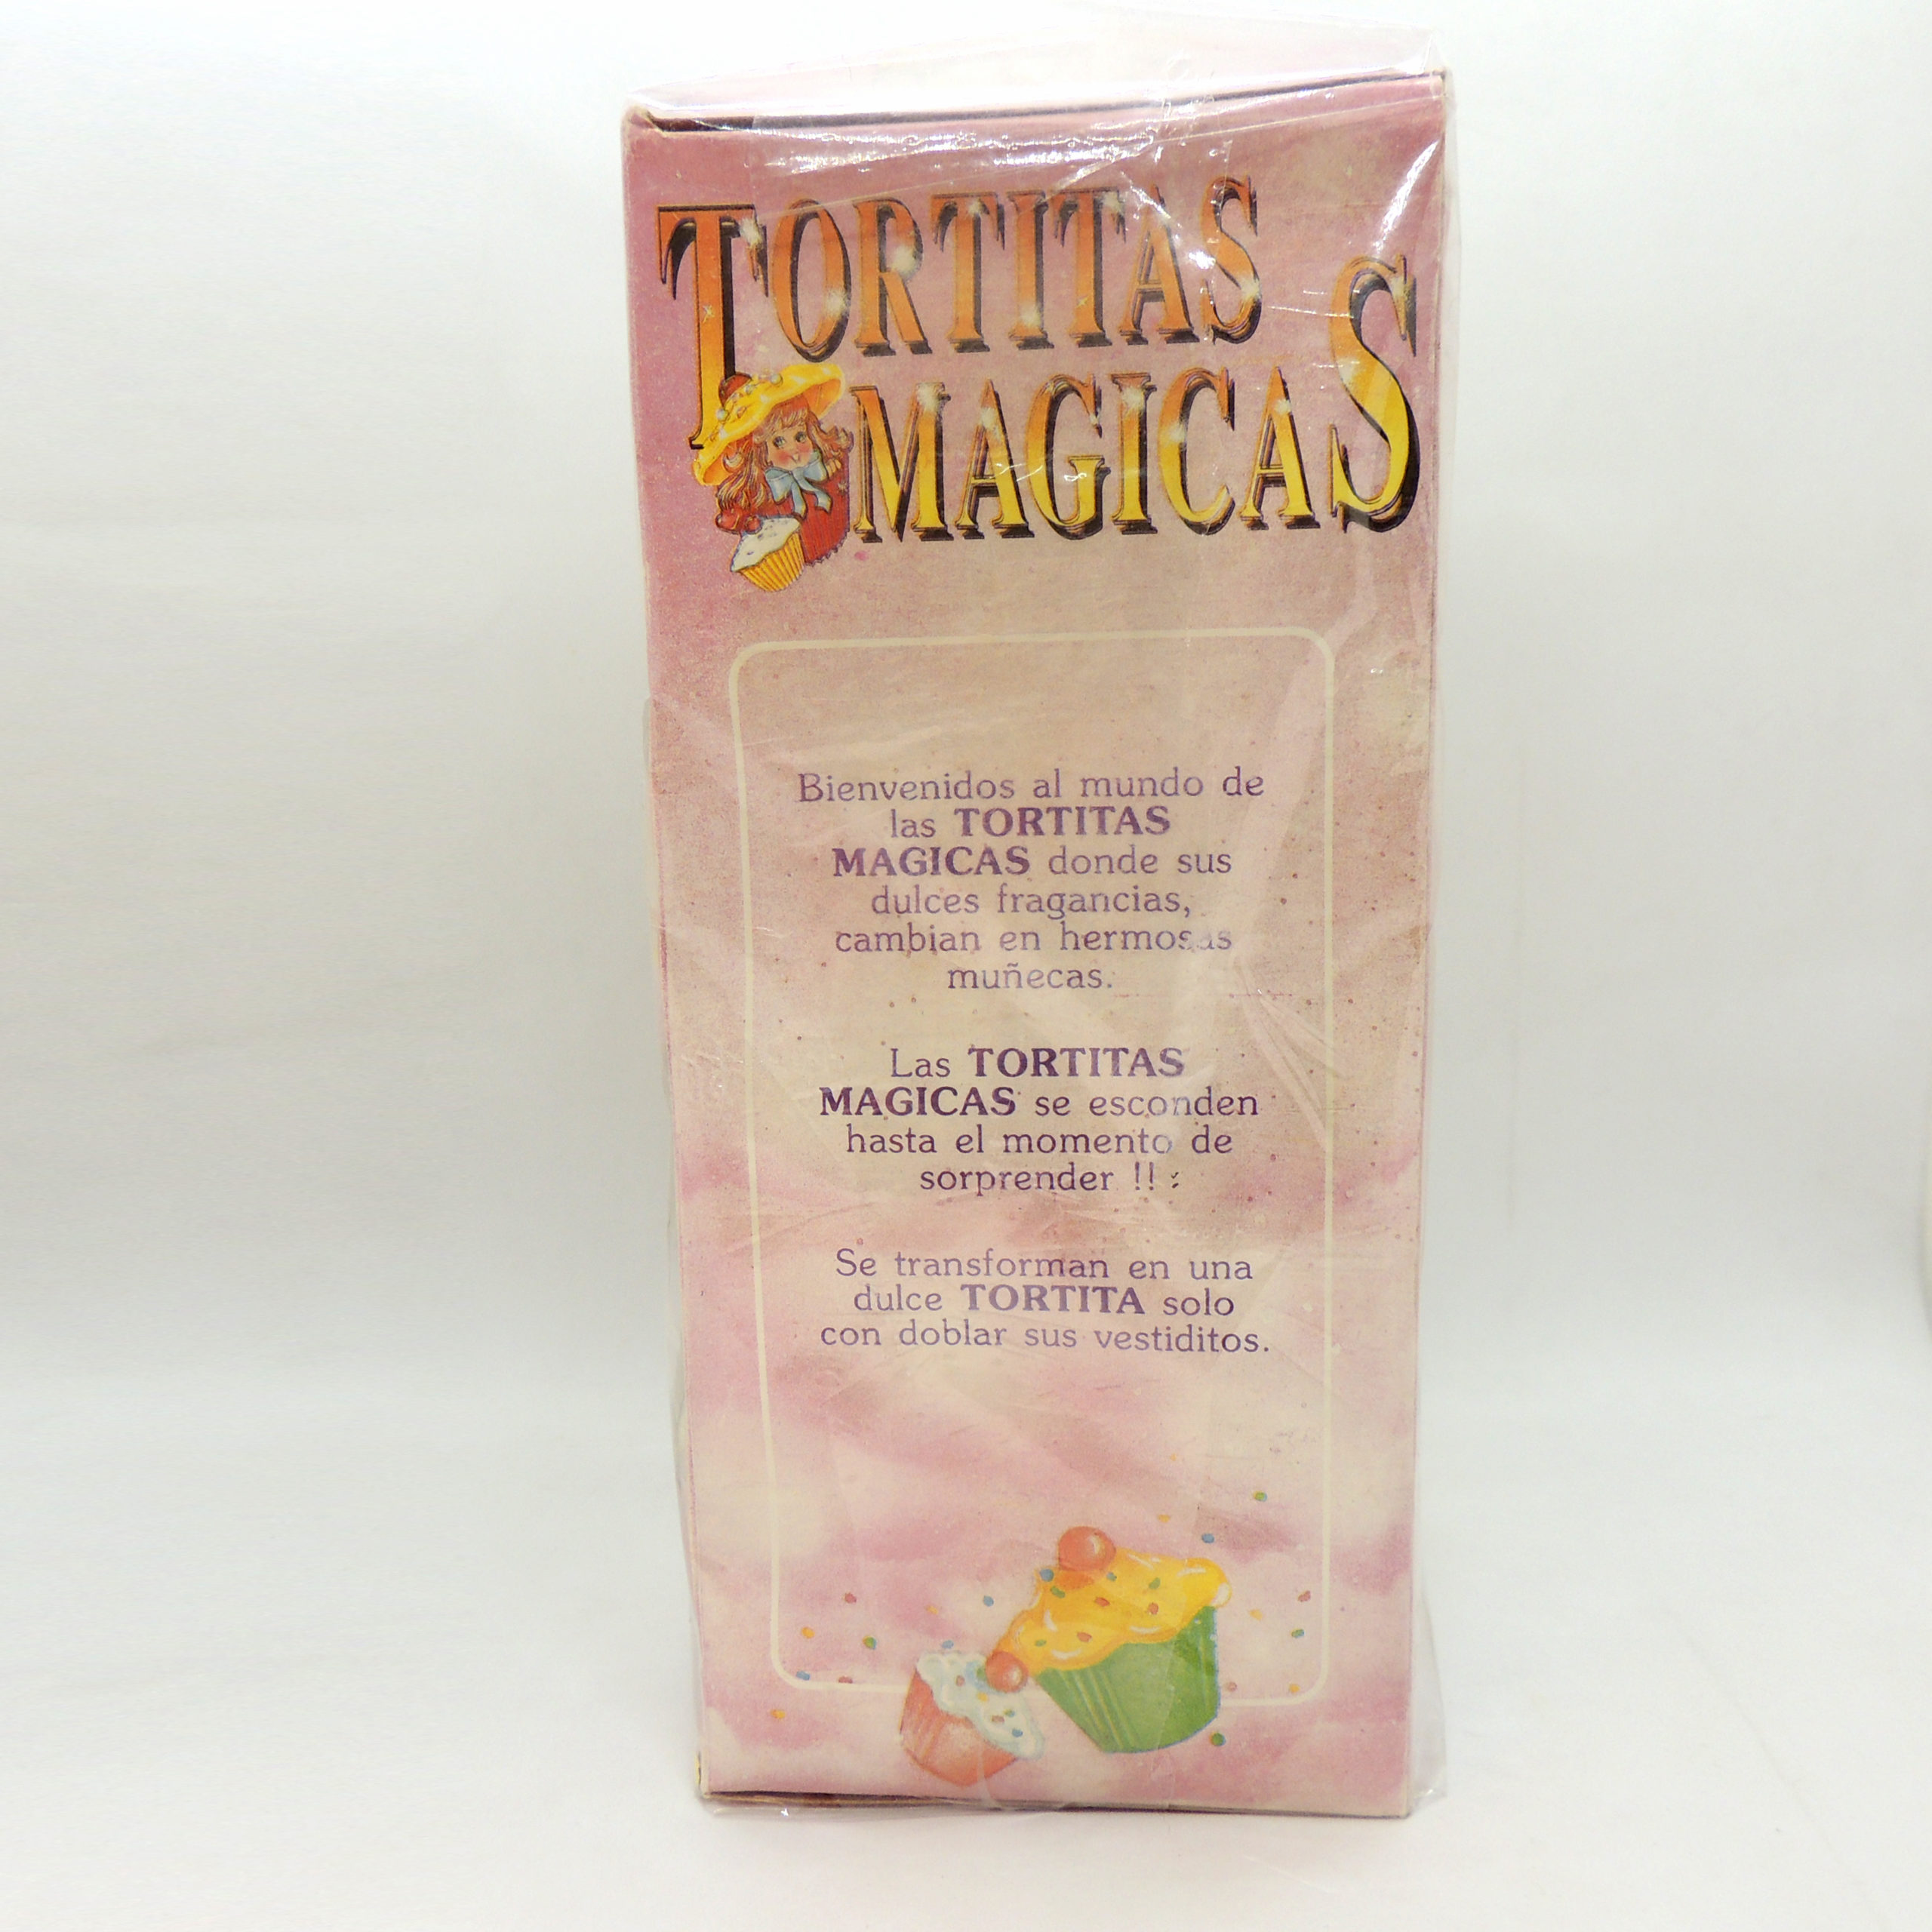 TORTITAS
MAGICAS
Bienvenidos al mundo de
las TORTITAS
MAGICAS donde sus
dulces fragancias,
cambian en hermosas
muñecas.
Las TORTITAS
MAGICAS se esconden
hasta el momento de
sorprender !!
Se transforman en una
dulce TORTITA solo
con doblar sus vestiditos.